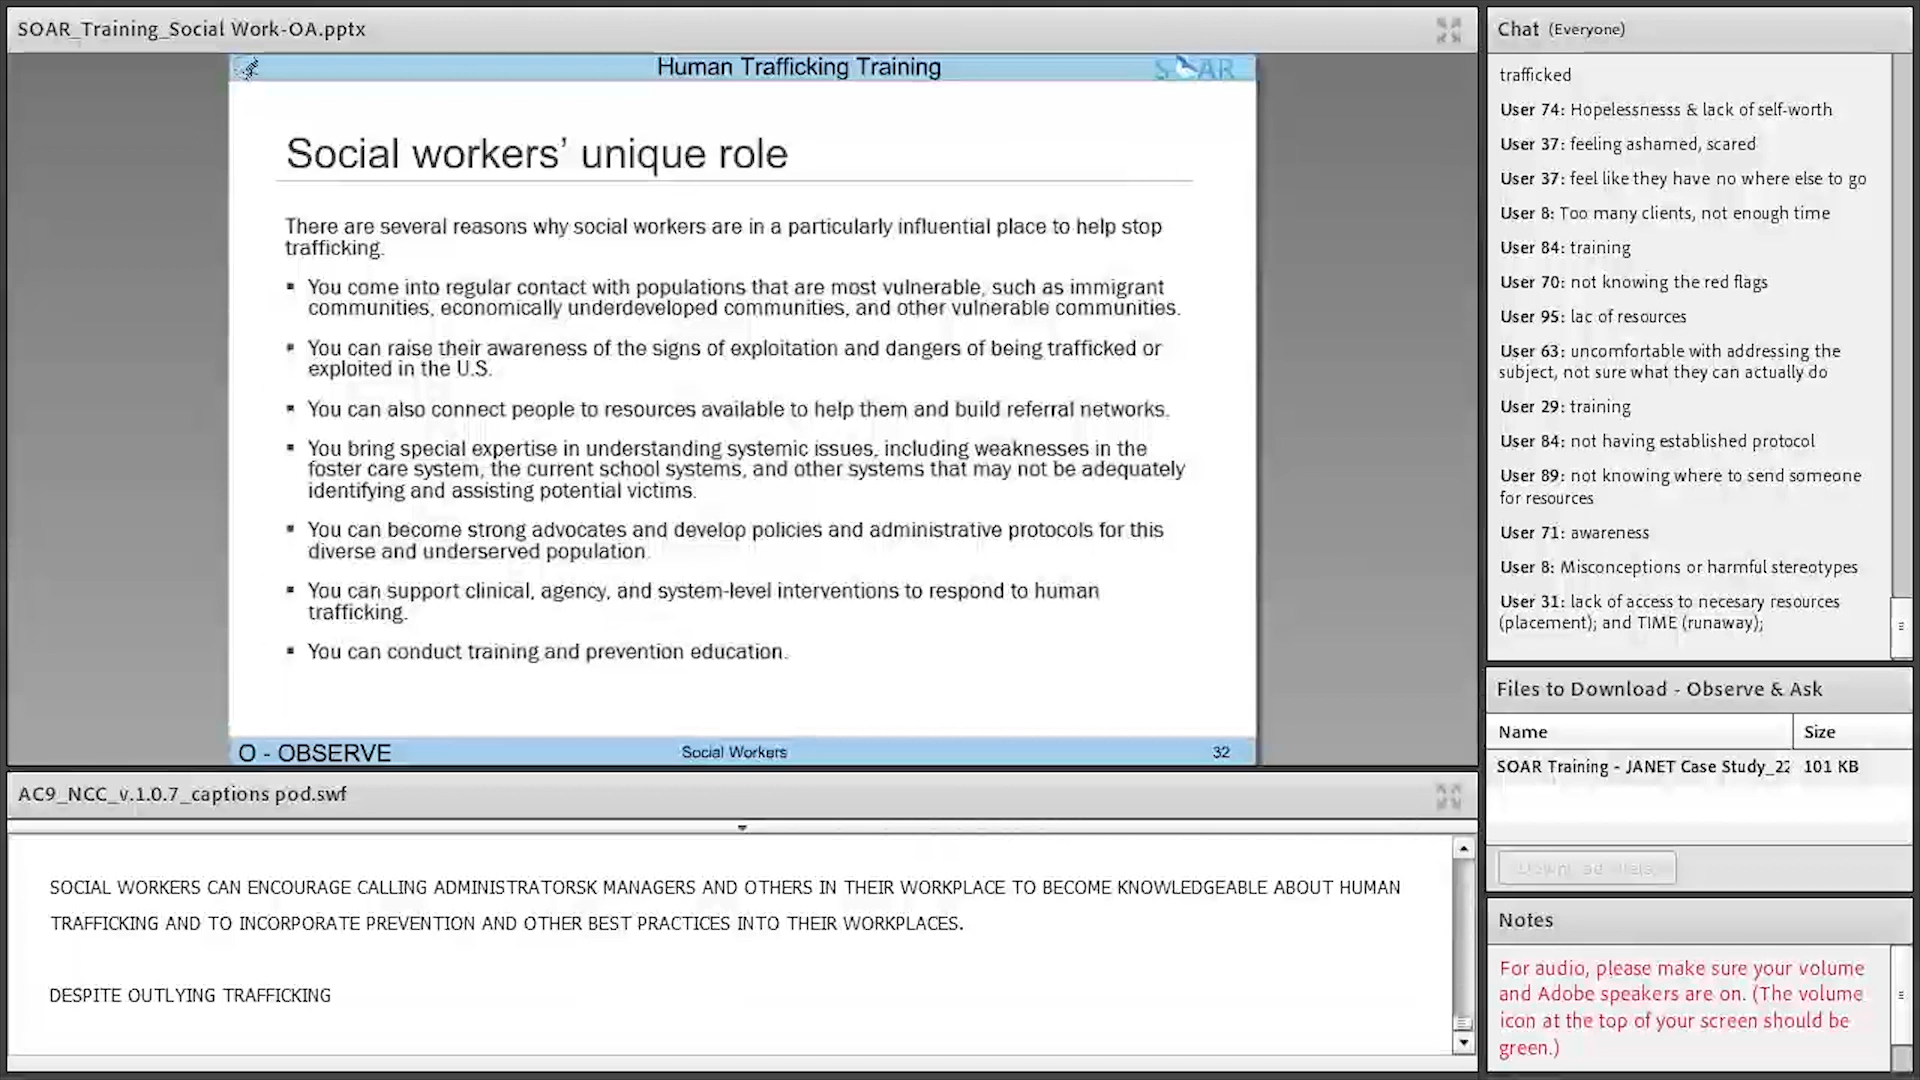 SOAR_Training_Social Work-OA.pptx
Human Trafficking Training
SOAR
Social workers’ unique role
There are several reasons why social workers are in a particularly influential place to help stop
trafficking.
▪ You come into regular contact with populations that are most vulnerable, such as immigrant
communities, economically underdeveloped communities, and other vulnerable communities.
▪ You can raise their awareness of the signs of exploitation and dangers of being trafficked or
exploited in the U.S.
▪ You can also connect people to resources available to help them and build referral networks.
▪ You bring special expertise in understanding systemic issues, including weaknesses in the
foster care system, the current school systems, and other systems that may not be adequately
identifying and assisting potential victims.
▪ You can become strong advocates and develop policies and administrative protocols for this
diverse and underserved population.
▪ You can support clinical, agency, and system-level interventions to respond to human
trafficking.
▪ You can conduct training and prevention education.
O - OBSERVE
Social Workers
32
AC9_NCC_v.1.0.7_captions pod.swf
SOCIAL WORKERS CAN ENCOURAGE CALLING ADMINISTRATORSK MANAGERS AND OTHERS IN THEIR WORKPLACE TO BECOME KNOWLEDGEABLE ABOUT HUMAN
TRAFFICKING AND TO INCORPORATE PREVENTION AND OTHER BEST PRACTICES INTO THEIR WORKPLACES.
DESPITE OUTLYING TRAFFICKING
Chat (Everyone)
trafficked
User 74: Hopelessnesss & lack of self-worth
User 37: feeling ashamed, scared
User 37: feel like they have no where else to go
User 8: Too many clients, not enough time
User 84: training
User 70: not knowing the red flags
User 95: lac of resources
User 63: uncomfortable with addressing the
subject, not sure what they can actually do
User 29: training
User 84: not having established protocol
User 89: not knowing where to send someone
for resources
User 71: awareness
User 8: Misconceptions or harmful stereotypes
User 31: lack of access to necesary resources
(placement); and TIME (runaway);
Files to Download - Observe & Ask
Name Size
SOAR Training - JANET Case Study_22 101 KB
Notes
For audio, please make sure your volume
and Adobe speakers are on. (The volume
icon at the top of your screen should be
green.)